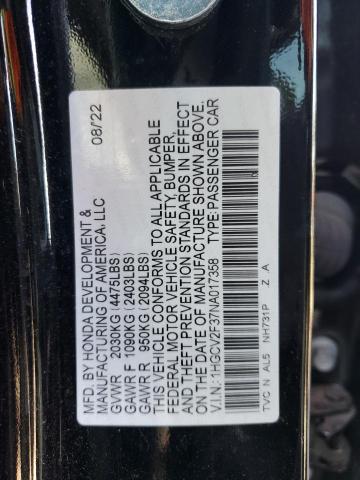 MFD. BY HONDA DEVELOPMENT & 08/22
MANUFACTURING OF AMERICA, LLC
GVWR 2030KG (4475LBS)
GAWR F 1090KG (2403LBS)
GAWR R 950KG (2094LBS)
THIS VEHICLE CONFORMS TO ALL APPLICABLE
FEDERAL MOTOR VEHICLE SAFETY, BUMPER,
AND THEFT PREVENTION STANDARDS IN EFFECT
ON THE DATE OF MANUFACTURE SHOWN ABOVE.
V.I.N.: 1HGCV2F37NA017358 TYPE: PASSENGER CAR
TVC N AL5 NH731P Z A